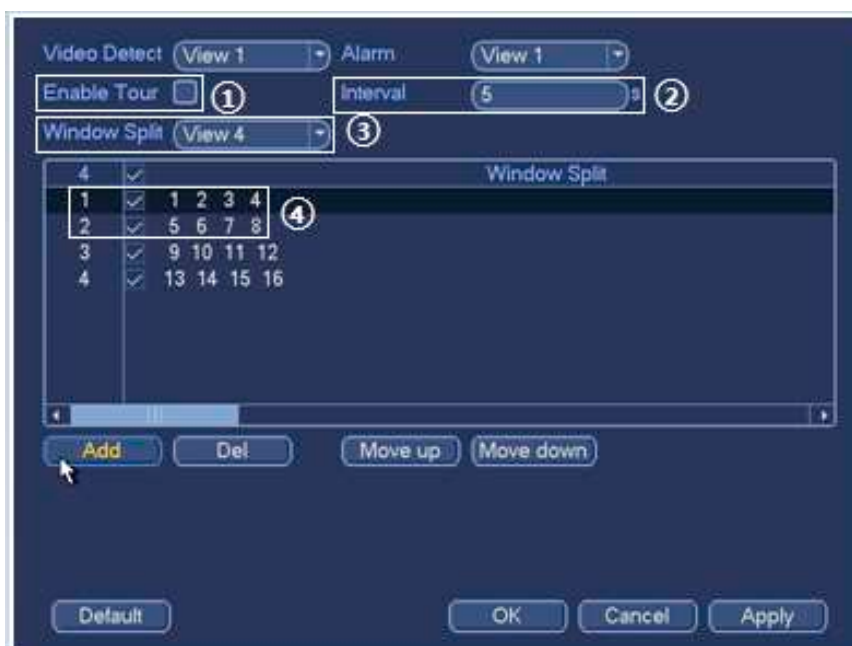 Video Detect View 1 Alarm View 1
Enable Tour ① Interval 5 s ②
Window Split View 4 ③
4 Window Split
1 1 2 3 4 ④
2 5 6 7 8
3 9 10 11 12
4 13 14 15 16
Add Del Move up Move down
Default OK Cancel Apply